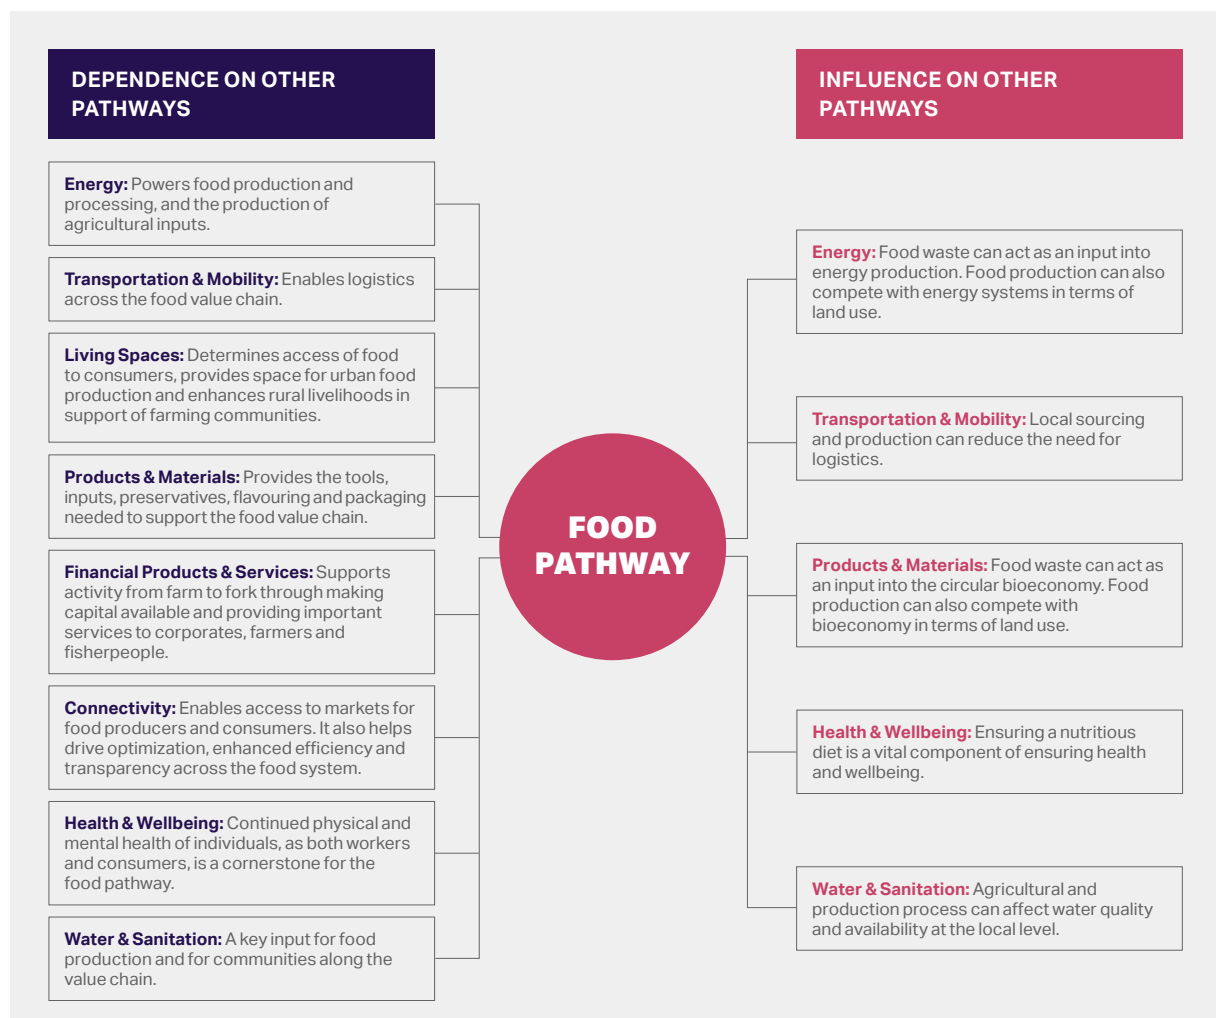 DEPENDENCE ON OTHER
PATHWAYS
Energy: Powers food production and
processing, and the production of
agricultural inputs.
Transportation & Mobility: Enables logistics
across the food value chain.
Living Spaces: Determines access of food
to consumers, provides space for urban food
production and enhances rural livelihoods in
support of farming communities.
Products & Materials: Provides the tools,
inputs, preservatives, flavouring and packaging
needed to support the food value chain.
Financial Products & Services: Supports
activity from farm to fork through making
capital available and providing important
services to corporates, farmers and
fisherpeople.
Connectivity: Enables access to markets for
food producers and consumers. It also helps
drive optimization, enhanced efficiency and
transparency across the food system.
Health & Wellbeing: Continued physical and
mental health of individuals, as both workers
and consumers, is a cornerstone for the
food pathway.
Water & Sanitation: A key input for food
production and for communities along the
value chain.
FOOD
PATHWAY
INFLUENCE ON OTHER
PATHWAYS
Energy: Food waste can act as an input into
energy production. Food production can also
compete with energy systems in terms of
land use.
Transportation & Mobility: Local sourcing
and production can reduce the need for
logistics.
Products & Materials: Food waste can act as
an input into the circular bioeconomy. Food
production can also compete with
bioeconomy in terms of land use.
Health & Wellbeing: Ensuring a nutritious
diet is a vital component of ensuring health
and wellbeing.
Water & Sanitation: Agricultural and
production process can affect water quality
and availability at the local level.